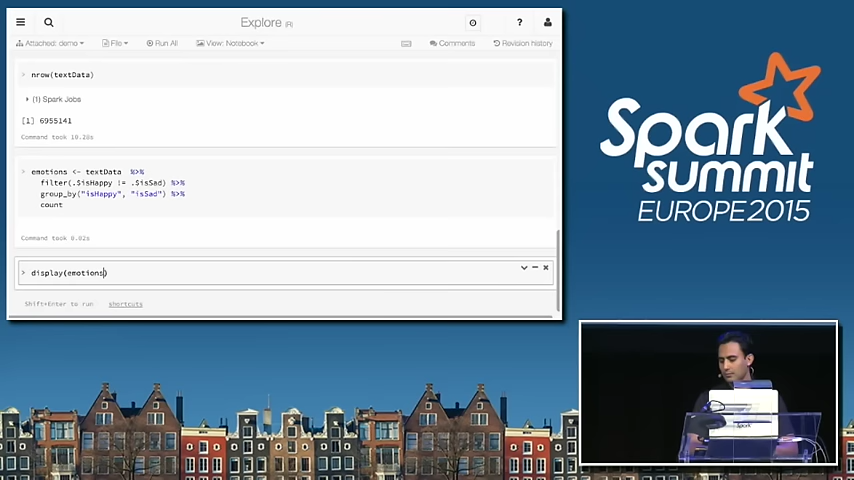 Explore (R)
?
Attached: demo
File
Run All
View: Notebook
Comments
Revision history
> nrow(textData)
(1) Spark Jobs
[1] 6955141
Command took 10.28s
> emotions <- textData %>%
filter(.$isHappy != .$isSad) %>%
group_by("isHappy", "isSad") %>%
count
Command took 0.02s
> display(emotions)
Shift+Enter to run shortcuts
Spark
summit
EUROPE 2015
Spark